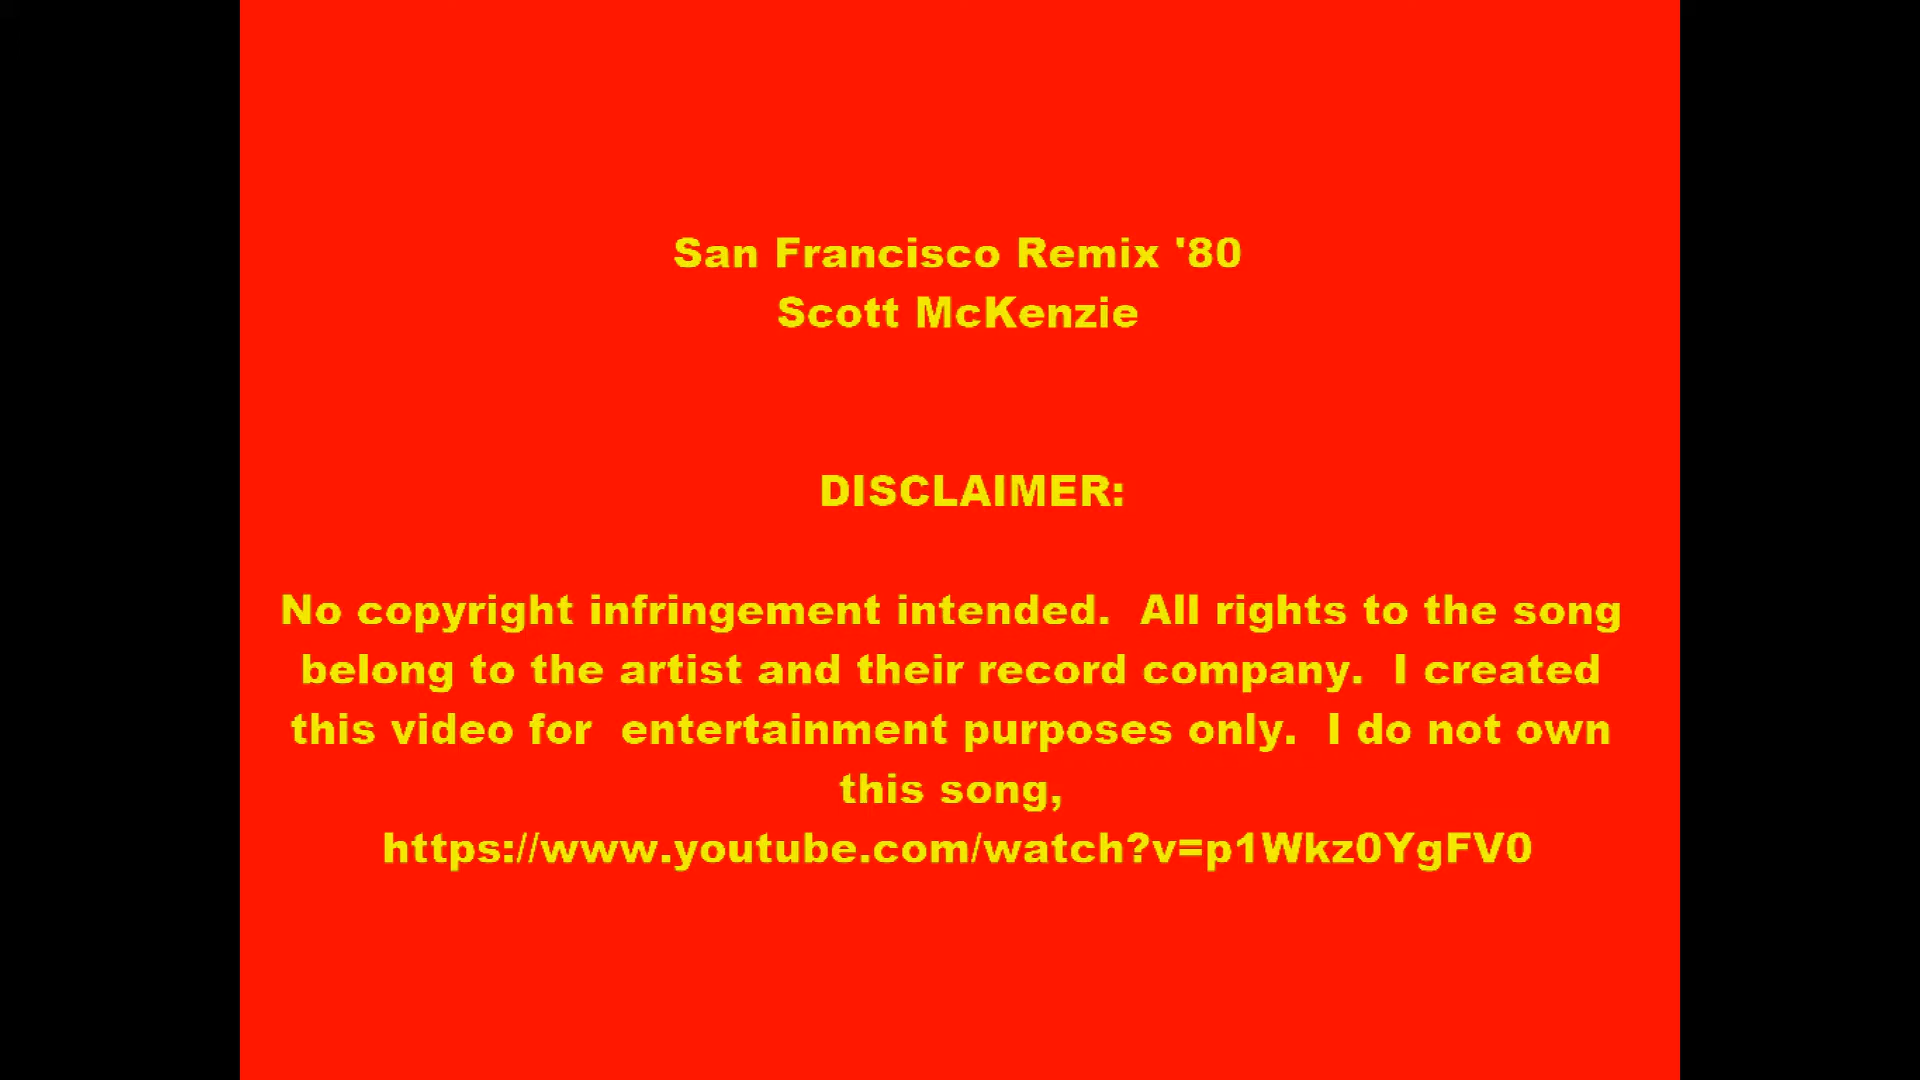 San Francisco Remix '80
Scott McKenzie
DISCLAIMER:
No copyright infringement intended.  All rights to the song
belong to the artist and their record company.  I created
this video for  entertainment purposes only.  I do not own
this song,
https://www.youtube.com/watch?v=p1Wkz0YgFV0